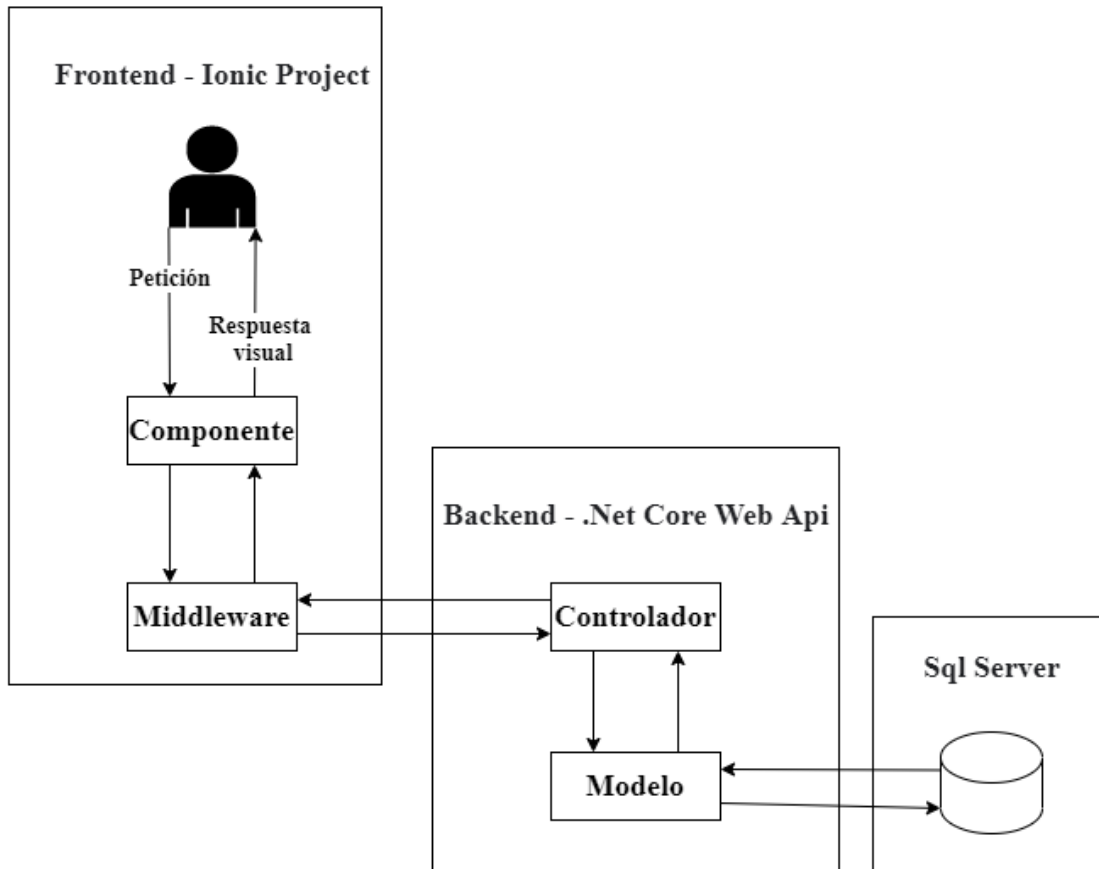 Frontend - Ionic Project
Petición
Respuesta
visual
Componente
Middleware
Backend - .Net Core Web Api
Controlador
Modelo
Sql Server